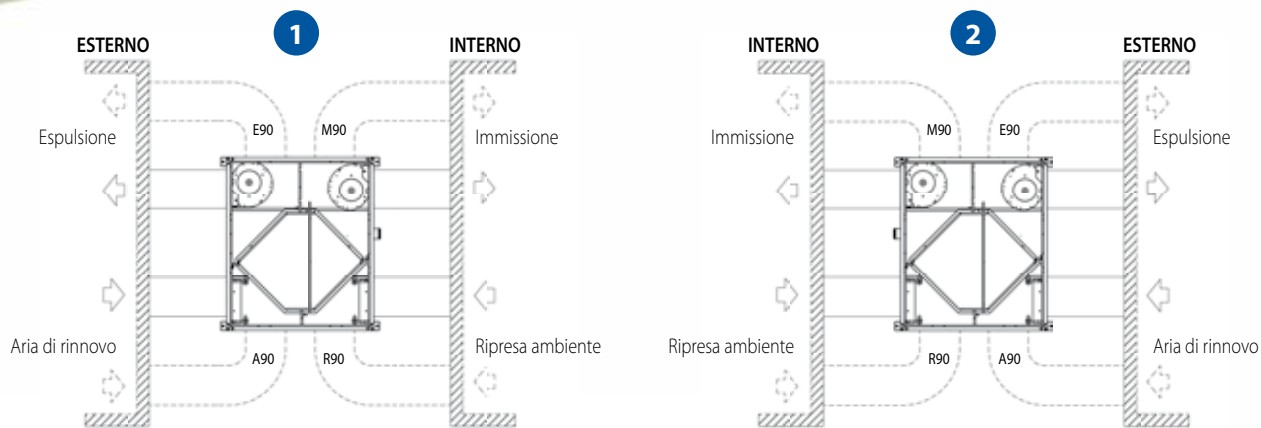 1
ESTERNO
INTERNO
Espulsione
E90
M90
Immissione
Aria di rinnovo
A90
R90
Ripresa ambiente
2
INTERNO
ESTERNO
Immissione
M90
E90
Espulsione
Ripresa ambiente
R90
A90
Aria di rinnovo